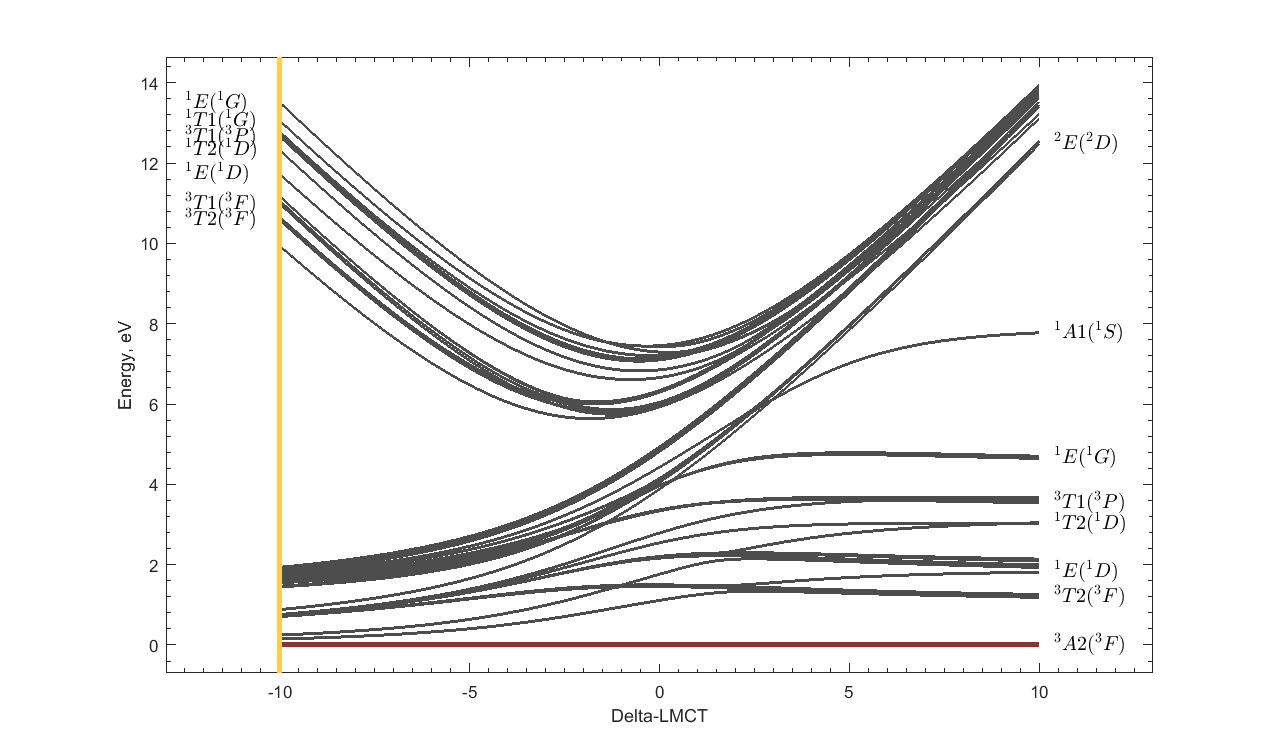 14
12
10
8
6
4
2
0
Energy, eV
-10
-5
0
5
10
Delta-LMCT
¹E(¹G)
¹T1(¹G)
³T1(³P)
¹T2(¹D)
¹E(¹D)
³T1(³F)
³T2(³F)
²E(²D)
¹A1(¹S)
¹E(¹G)
³T1(³P)
¹T2(¹D)
¹E(¹D)
³T2(³F)
³A2(³F)